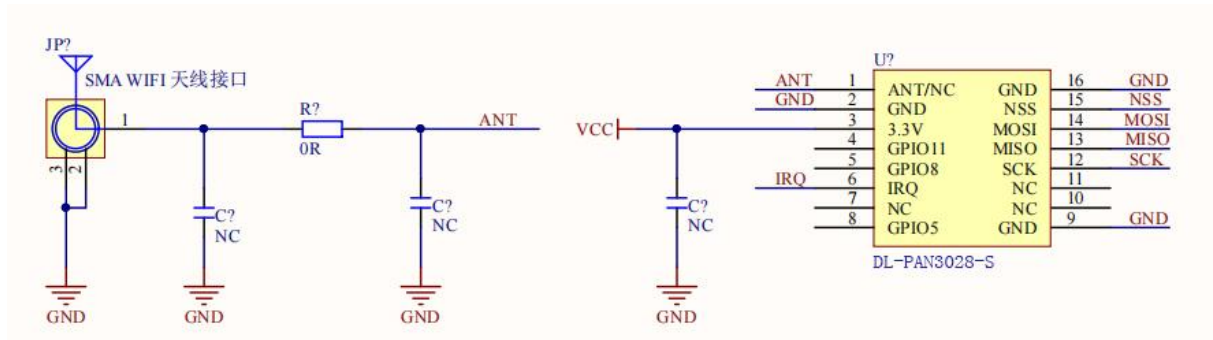 JP?
SMA WIFI 天线接口
1
3
2
R?
0R
ANT
C?
NC
C?
NC
GND
GND
GND
VCC
C?
NC
GND
U?
ANT 1 ANT/NC GND 16 GND
GND 2 GND NSS 15 NSS
3 3.3V MOSI 14 MOSI
4 GPIO11 MISO 13 MISO
5 GPIO8 SCK 12 SCK
IRQ 6 IRQ NC 11
7 NC NC 10
8 GPIO5 GND 9 GND
DL-PAN3028-S